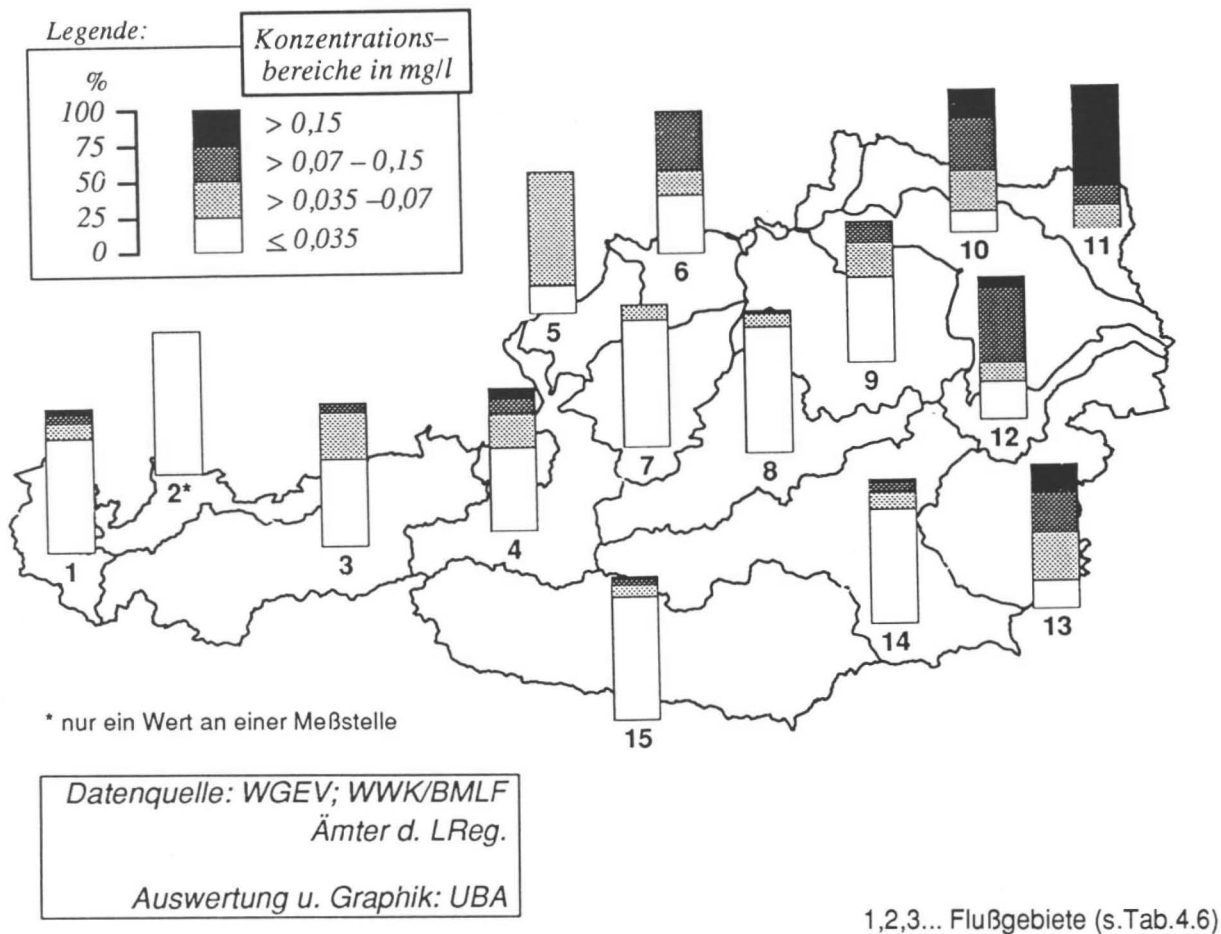 Legende:
Konzentrations–
bereiche in mg/l
%
100
75
50
25
0
> 0,15
> 0,07 – 0,15
> 0,035 –0,07
≤ 0,035
10
11
6
5
9
12
7
8
2*
1
3
4
14
13
15
* nur ein Wert an einer Meßstelle
Datenquelle: WGEV; WWK/BMLF
Ämter d. LReg.
Auswertung u. Graphik: UBA
1,2,3... Flußgebiete (s.Tab.4.6)